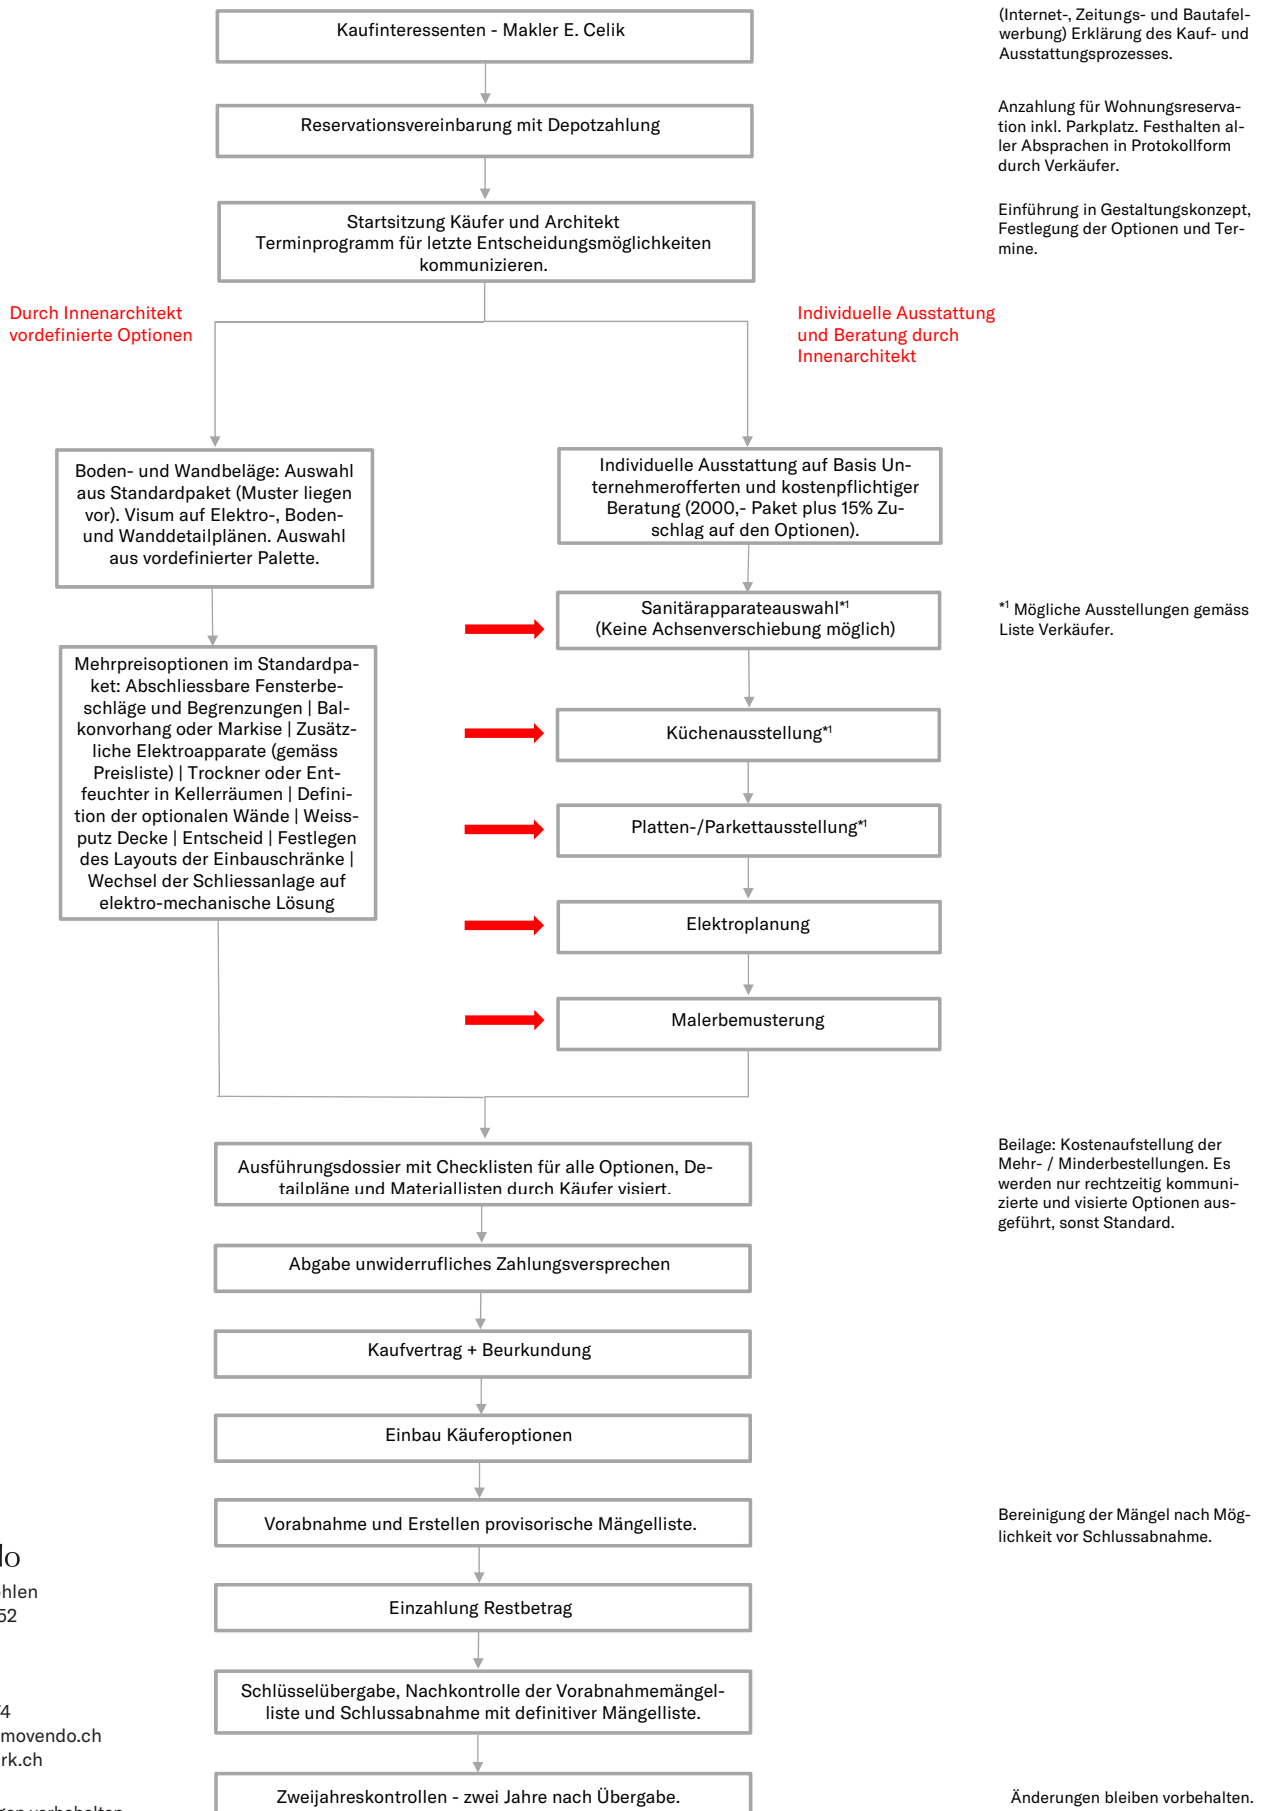 Kaufinteressenten - Makler E. Celik
(Internet-, Zeitungs- und Bautafel-
werbung) Erklärung des Kauf- und
Ausstattungsprozesses.
Reservationsvereinbarung mit Depotzahlung
Anzahlung für Wohnungsreserva-
tion inkl. Parkplatz. Festhalten al-
ler Absprachen in Protokollform
durch Verkäufer.
Startsitzung Käufer und Architekt
Terminprogramm für letzte Entscheidungsmöglichkeiten
kommunizieren.
Einführung in Gestaltungskonzept,
Festlegung der Optionen und Ter-
mine.
Durch Innenarchitekt
vordefinierte Optionen
Individuelle Ausstattung
und Beratung durch
Innenarchitekt
Boden- und Wandbeläge: Auswahl
aus Standardpaket (Muster liegen
vor). Visum auf Elektro-, Boden-
und Wanddetailplänen. Auswahl
aus vordefinierter Palette.
Mehrpreisoptionen im Standardpa-
ket: Abschliessbare Fensterbe-
schläge und Begrenzungen | Bal-
konvorhang oder Markise | Zusätz-
liche Elektroapparate (gemäss
Preisliste) | Trockner oder Ent-
feuchter in Kellerräumen | Defini-
tion der optionalen Wände | Weiss-
putz Decke | Entscheid | Festlegen
des Layouts der Einbauschränke |
Wechsel der Schliessanlage auf
elektro-mechanische Lösung
Individuelle Ausstattung auf Basis Un-
ternehmerofferten und kostenpflichtiger
Beratung (2000,- Paket plus 15% Zu-
schlag auf den Optionen).
Sanitärapparateauswahl*1
(Keine Achsenverschiebung möglich)
*1 Mögliche Ausstellungen gemäss
Liste Verkäufer.
Küchenausstellung*1
Platten-/Parkettausstellung*1
Elektroplanung
Malerbemusterung
Ausführungsdossier mit Checklisten für alle Optionen, De-
tailpläne und Materiallisten durch Käufer visiert.
Beilage: Kostenaufstellung der
Mehr- / Minderbestellungen. Es
werden nur rechtzeitig kommuni-
zierte und visierte Optionen aus-
geführt, sonst Standard.
Abgabe unwiderrufliches Zahlungsversprechen
Kaufvertrag + Beurkundung
Einbau Käuferoptionen
Vorabnahme und Erstellen provisorische Mängelliste.
Bereinigung der Mängel nach Mög-
lichkeit vor Schlussabnahme.
Einzahlung Restbetrag
Schlüsselübergabe, Nachkontrolle der Vorabnahmemängel-
liste und Schlussabnahme mit definitiver Mängelliste.
Zweijahreskontrollen - zwei Jahre nach Übergabe.
Änderungen bleiben vorbehalten.
hlen
52
movendo.ch
rk.ch
vorbehalten